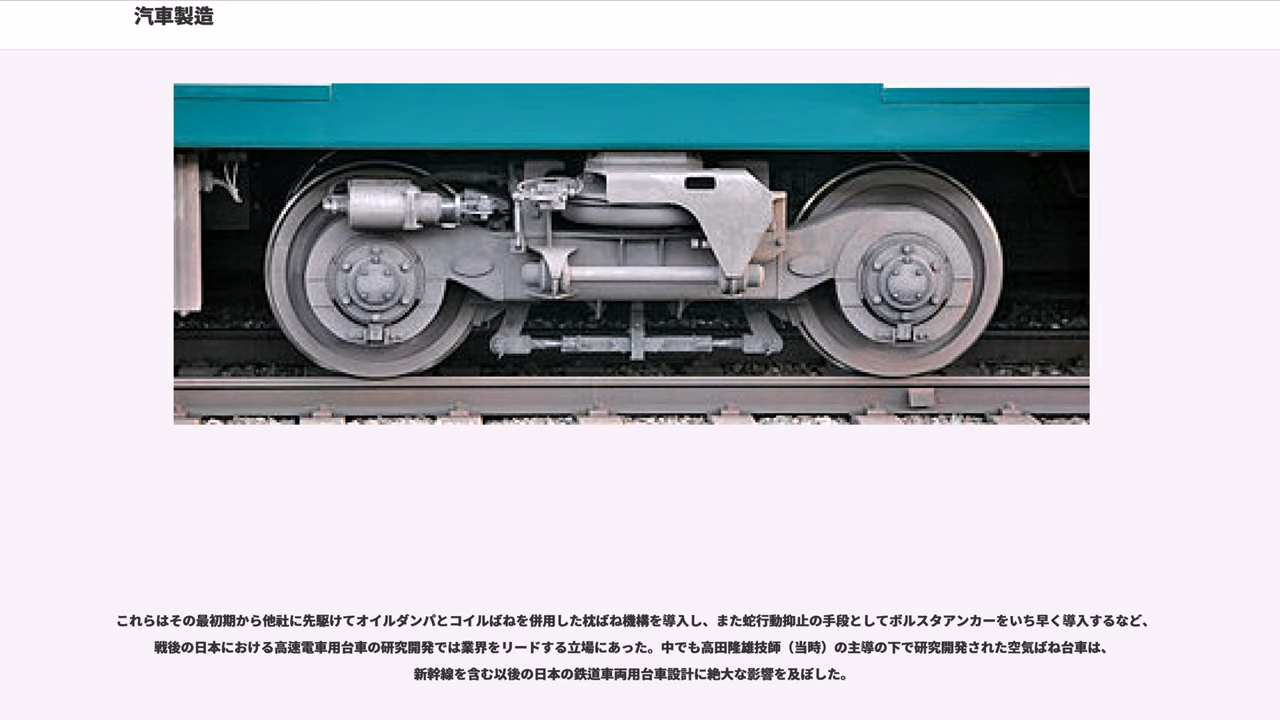 汽車製造
これらはその最初期から他社に先駆けてオイルダンパとコイルばねを併用した枕ばね機構を導入し、また蛇行動抑止の手段としてボルスタアンカーをいち早く導入するなど、
戦後の日本における高速電車用台車の研究開発では業界をリードする立場にあった。中でも高田隆雄技師（当時）の主導の下で研究開発された空気ばね台車は、
新幹線を含む以後の日本の鉄道車両用台車設計に絶大な影響を及ぼした。